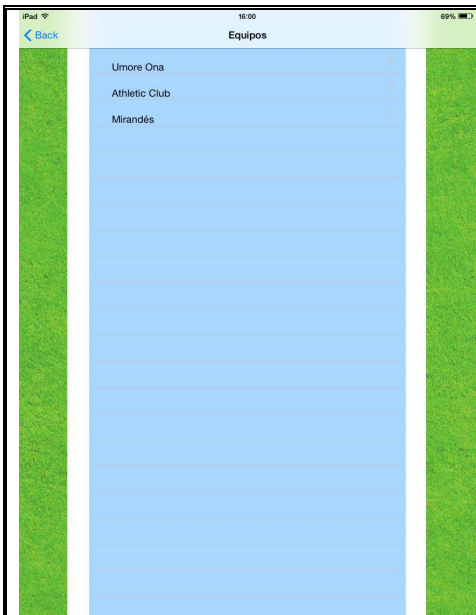 iPad
16:00
69%
Back
Equipos
Umore Ona
Athletic Club
Mirandés